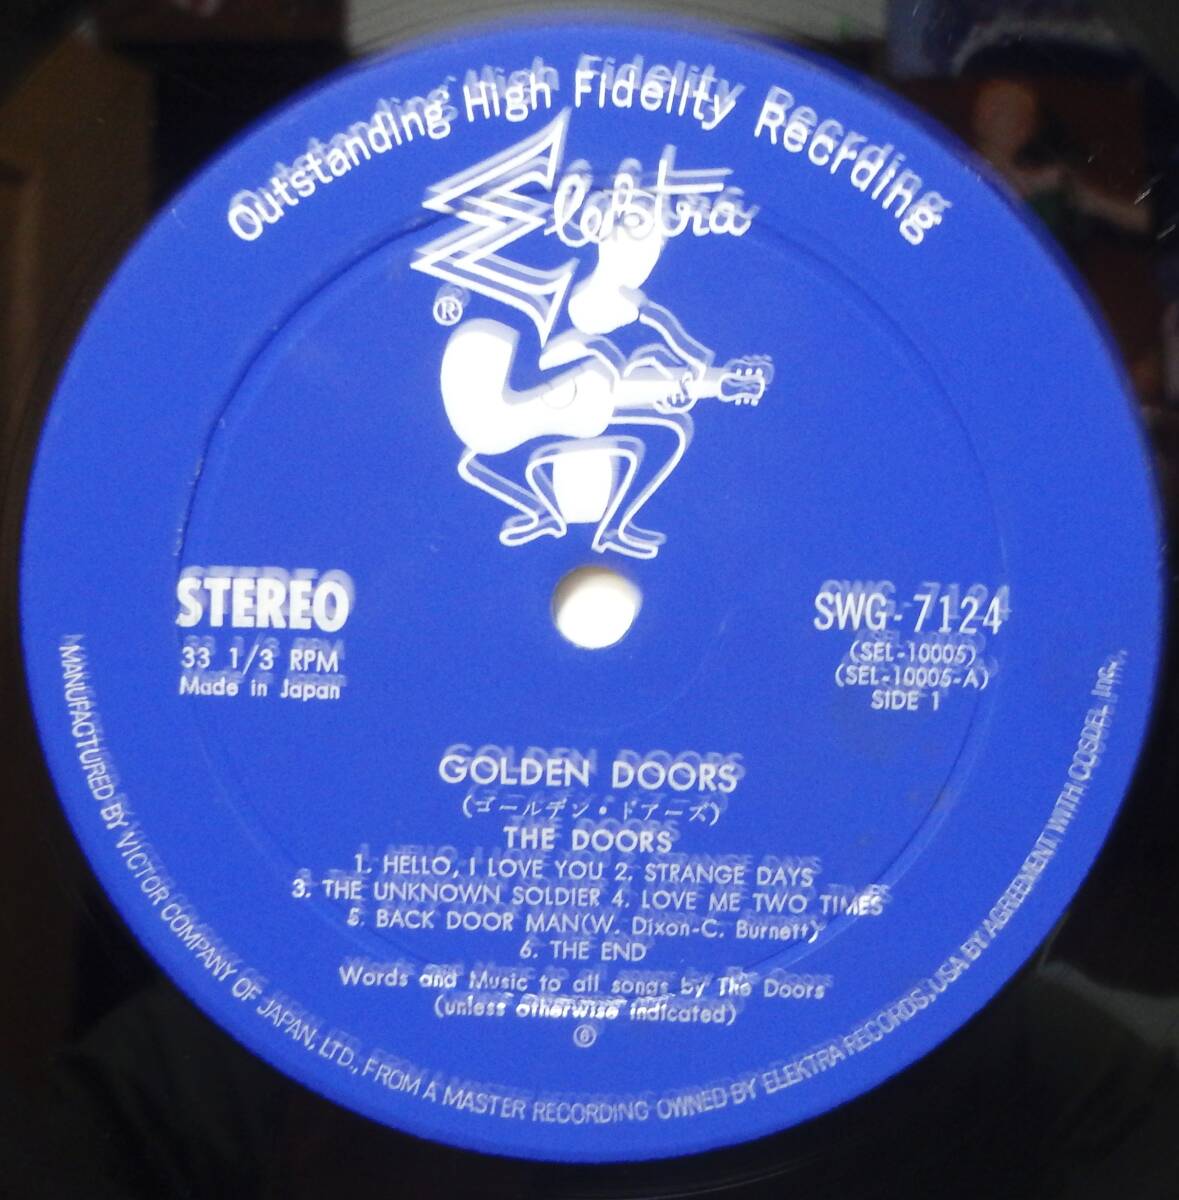 Outstanding High Fidelity Recrding
Elektra
®
STEREO
33 1/3 RPM
Made in Japan
SWG-7124
(SEL-10005)
(SEL-10005-A)
SIDE 1
GOLDEN DOORS
(ゴールデン・ドアーズ)
THE DOORS
1. HELLO, I LOVE YOU 2. STRANGE DAYS
3. THE UNKNOWN SOLDIER 4. LOVE ME TWO TIMES
5. BACK DOOR MAN(W. Dixon-C. Burnett)
6. THE END
Words and Music to all songs by The Doors
(unless otherwise indicated)
MANUFACTURED BY VICTOR COMPANY OF JAPAN, LTD., FROM A MASTER RECORDING OWNED BY ELEKTRA RECORDS, USA BY AGREEMENT WITH COSDEL Inc.,